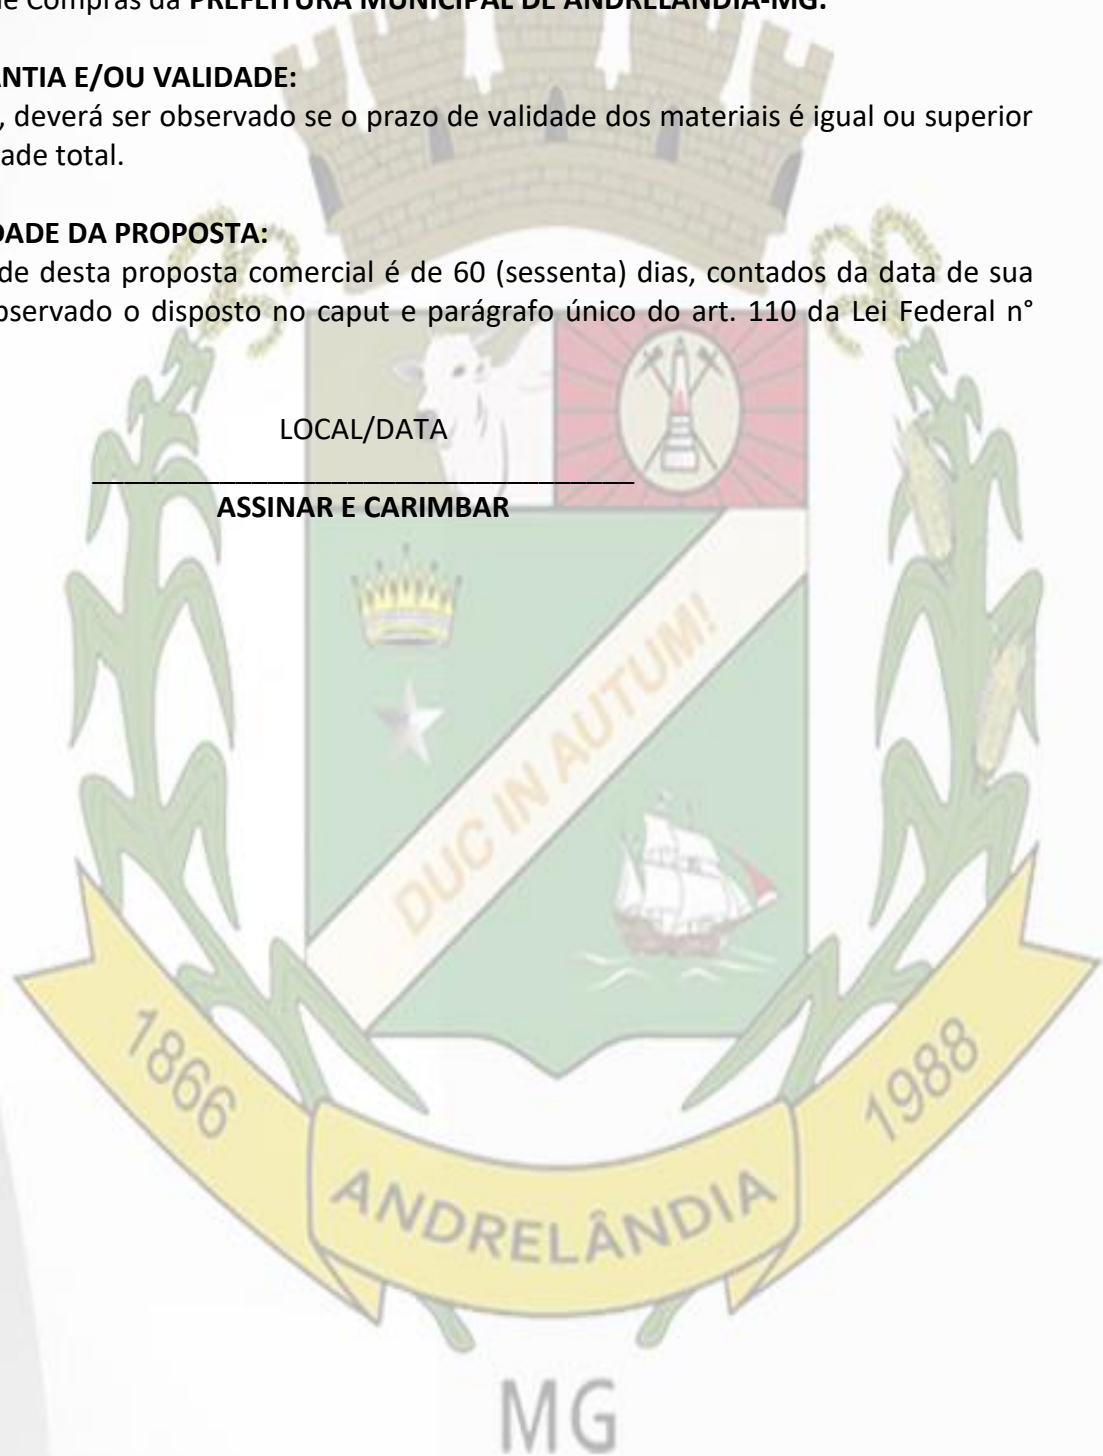 de Compras da PREFEITURA MUNICIPAL DE ANDRELÂNDIA-MG.
ANTIA E/OU VALIDADE:
, deverá ser observado se o prazo de validade dos materiais é igual ou superior
ade total.
DADE DA PROPOSTA:
de desta proposta comercial é de 60 (sessenta) dias, contados da data de sua
bservado o disposto no caput e parágrafo único do art. 110 da Lei Federal n°
LOCAL/DATA
ASSINAR E CARIMBAR
DUC IN AUTUM!
1866
ANDRELÂNDIA
1988
MG